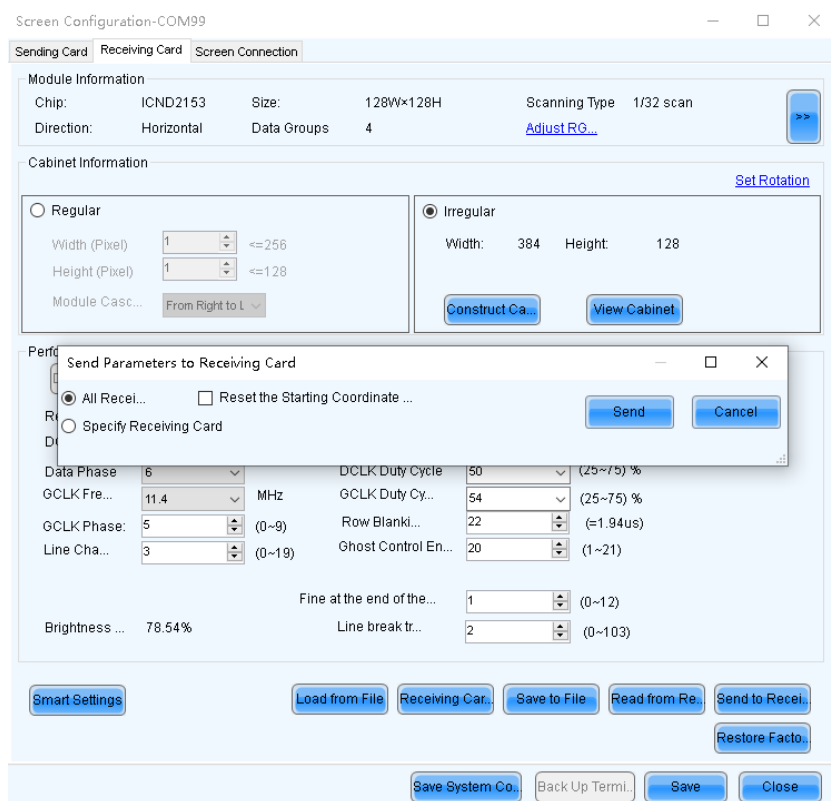 Screen Configuration-COM99
Sending Card Receiving Card Screen Connection
Module Information
Chip: ICND2153 Size: 128W×128H Scanning Type 1/32 scan
Direction: Horizontal Data Groups 4 Adjust RG...
>>
Cabinet Information
Set Rotation
Regular
Width (Pixel) 1 <=256
Height (Pixel) 1 <=128
Module Casc... From Right to L
Irregular
Width: 384 Height: 128
Construct Ca... View Cabinet
Perfo
Send Parameters to Receiving Card
All Recei... Reset the Starting Coordinate ...
Specify Receiving Card
Send Cancel
Data Phase 6 DCLK Duty Cycle 50 (25~75) %
GCLK Fre... 11.4 MHz GCLK Duty Cy... 54 (25~75) %
GCLK Phase: 5 (0~9) Row Blanki... 22 (=1.94us)
Line Cha... 3 (0~19) Ghost Control En... 20 (1~21)
Fine at the end of the... 1 (0~12)
Brightness ... 78.54% Line break tr... 2 (0~103)
Smart Settings Load from File Receiving Car.. Save to File Read from Re.. Send to Recei..
Restore Facto..
Save System Co.. Back Up Termi.. Save Close